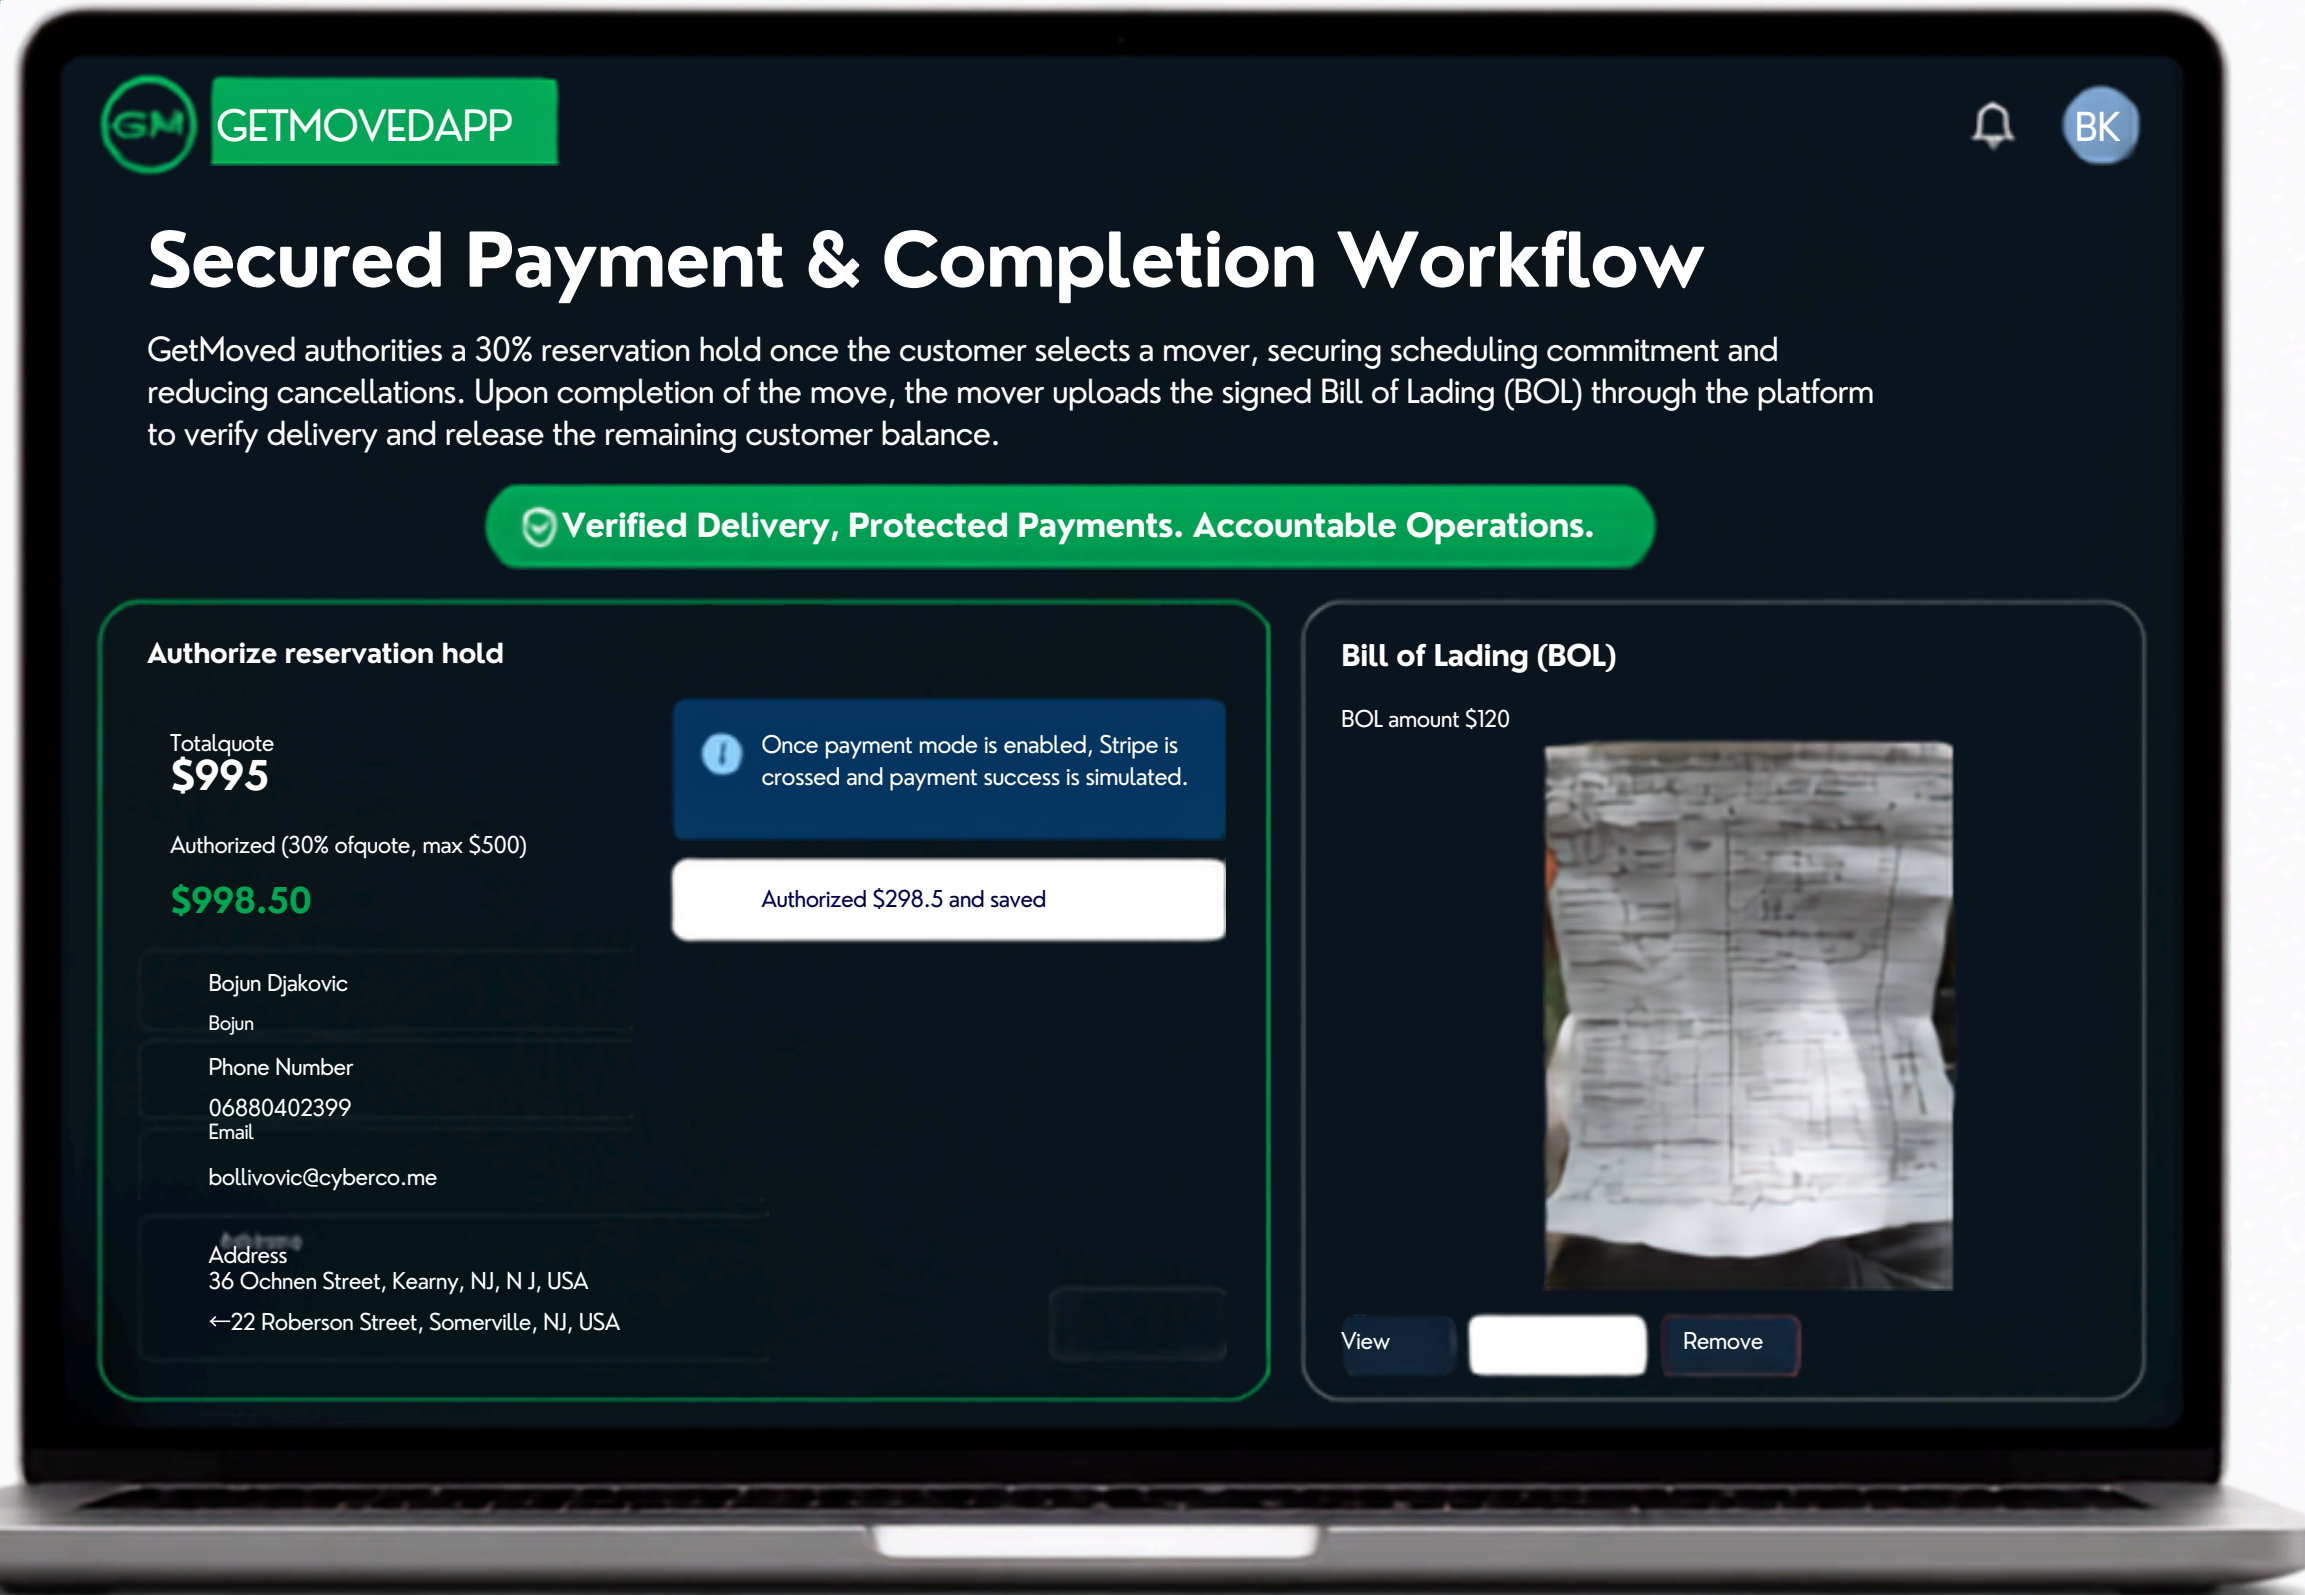 GM GETMOVEDAPP
BK
Secured Payment & Completion Workflow
GetMoved authorities a 30% reservation hold once the customer selects a mover, securing scheduling commitment and
reducing cancellations. Upon completion of the move, the mover uploads the signed Bill of Lading (BOL) through the platform
to verify delivery and release the remaining customer balance.
Verified Delivery, Protected Payments. Accountable Operations.
Authorize reservation hold
Totalquote
$995
Authorized (30% ofquote, max $500)
$998.50
Once payment mode is enabled, Stripe is
crossed and payment success is simulated.
Authorized $298.5 and saved
Bojun Djakovic
Bojun
Phone Number
06880402399
Email
bollivovic@cyberco.me
Address
36 Ochnen Street, Kearny, NJ, N J, USA
←22 Roberson Street, Somerville, NJ, USA
Bill of Lading (BOL)
BOL amount $120
View
Remove